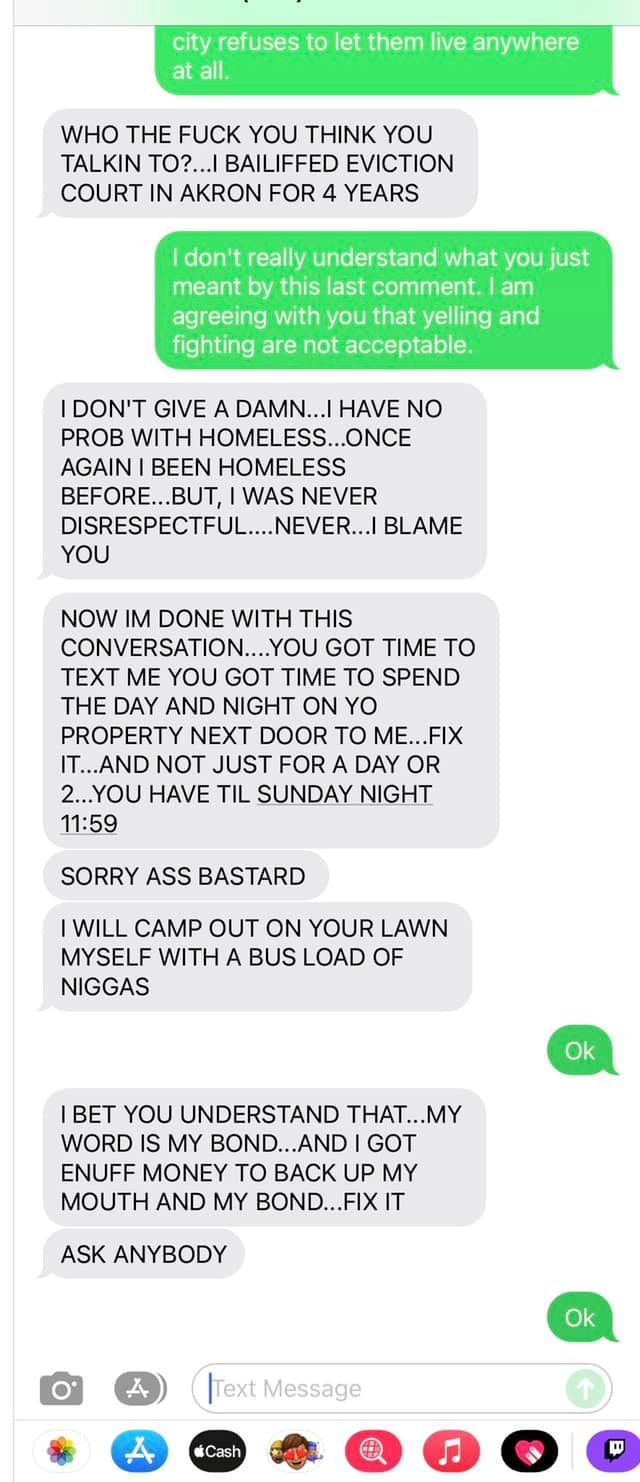 city refuses to let them live anywhere
at all.
WHO THE FUCK YOU THINK YOU
TALKIN TO?...I BAILIFFED EVICTION
COURT IN AKRON FOR 4 YEARS
I don't really understand what you just
meant by this last comment. I am
agreeing with you that yelling and
fighting are not acceptable.
I DON'T GIVE A DAMN...I HAVE NO
PROB WITH HOMELESS...ONCE
AGAIN I BEEN HOMELESS
BEFORE...BUT, I WAS NEVER
DISRESPECTFUL....NEVER...I BLAME
YOU
NOW IM DONE WITH THIS
CONVERSATION....YOU GOT TIME TO
TEXT ME YOU GOT TIME TO SPEND
THE DAY AND NIGHT ON YO
PROPERTY NEXT DOOR TO ME...FIX
IT...AND NOT JUST FOR A DAY OR
2...YOU HAVE TIL SUNDAY NIGHT
11:59
SORRY ASS BASTARD
I WILL CAMP OUT ON YOUR LAWN
MYSELF WITH A BUS LOAD OF
NIGGAS
Ok
I BET YOU UNDERSTAND THAT...MY
WORD IS MY BOND...AND I GOT
ENUFF MONEY TO BACK UP MY
MOUTH AND MY BOND...FIX IT
ASK ANYBODY
Ok
Text Message
Cash